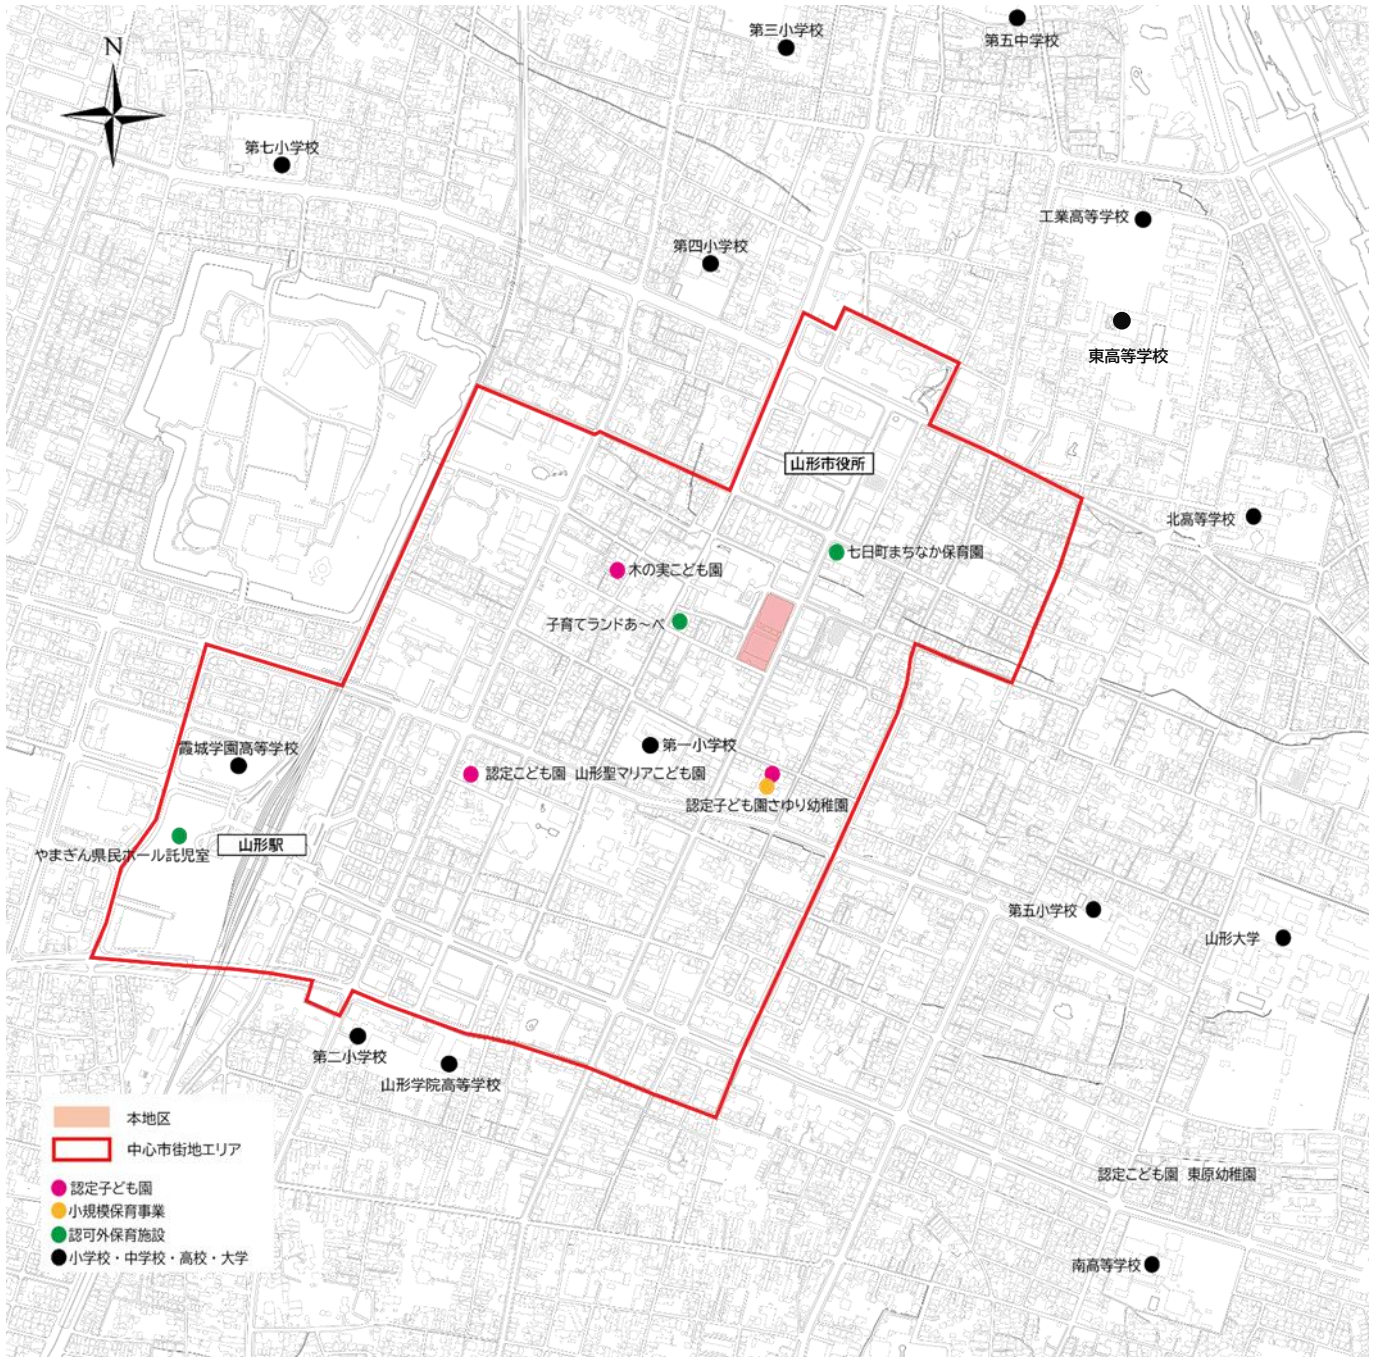 第三小学校
第五中学校
N
第七小学校
工業高等学校
第四小学校
東高等学校
山形市役所
北高等学校
七日町まちなか保育園
木の実こども園
子育てランドあ～べ
第一小学校
霞城学園高等学校
認定こども園 山形聖マリアこども園
認定子ども園さゆり幼稚園
山形駅
やまぎん県民ホール託児室
第五小学校
山形大学
第二小学校
山形学院高等学校
本地区
中心市街地エリア
認定こども園 東原幼稚園
認定子ども園
小規模保育事業
認可外保育施設
小学校・中学校・高校・大学
南高等学校